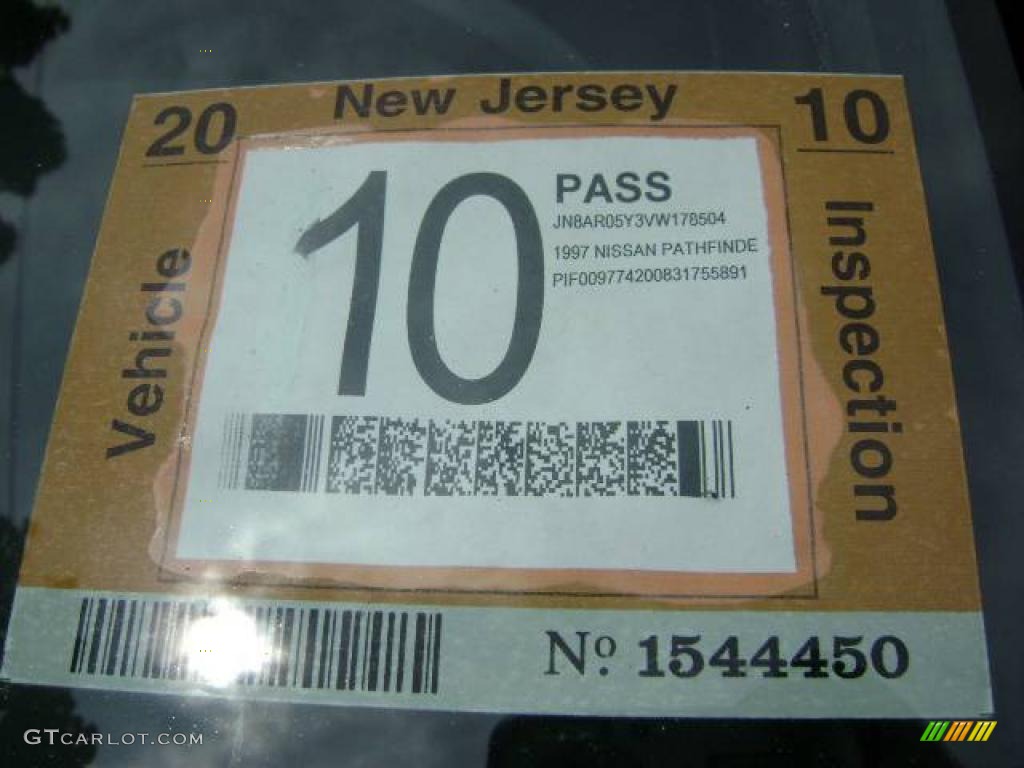 20 New Jersey 10
10 PASS
JN8AR05Y3VW178504
1997 NISSAN PATHFINDE
PIF009774200831755891
Vehicle
Inspection
Nº. 1544450
GTCARLOT.COM